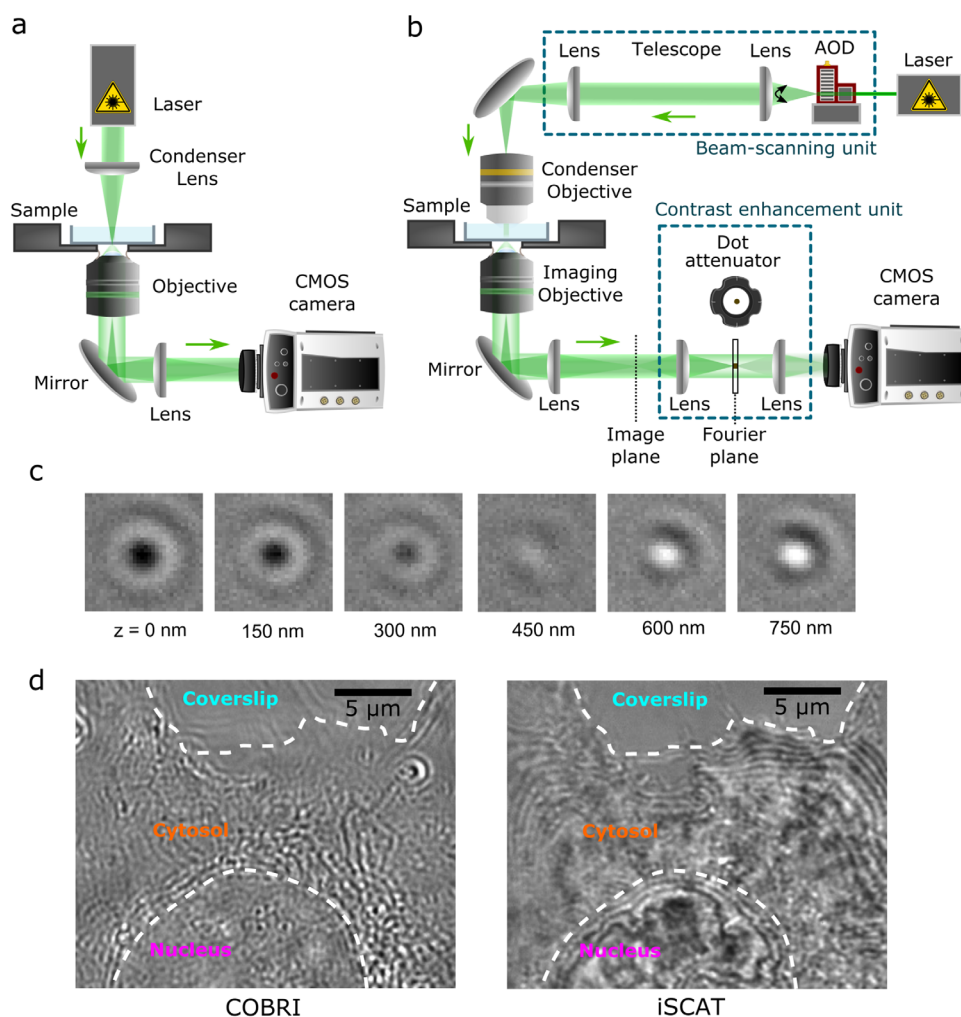 a
Laser
Condenser
Lens
Sample
Objective
CMOS
camera
Mirror
Lens
b
Lens
Telescope
Lens
AOD
Laser
Beam-scanning unit
Condenser
Objective
Sample
Contrast enhancement unit
Dot
attenuator
Imaging
Objective
CMOS
camera
Mirror
Lens
Lens
Lens
Image
plane
Fourier
plane
c
z = 0 nm
150 nm
300 nm
450 nm
600 nm
750 nm
d
Coverslip
5 μm
Cytosol
Nucleus
COBRI
Coverslip
5 μm
Cytosol
Nucleus
iSCAT